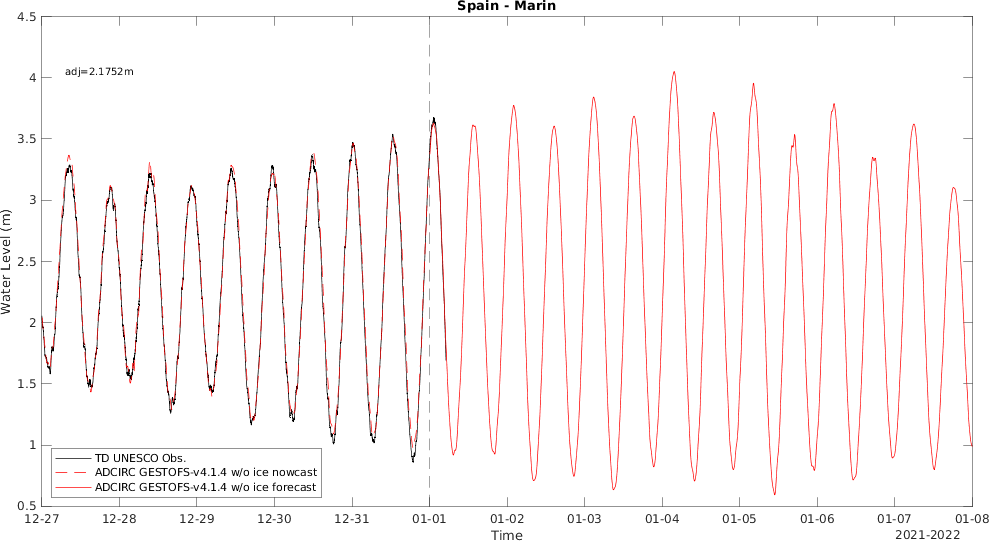 Spain - Marin
4.5
4
3.5
3
2.5
2
1.5
1
0.5
Water Level (m)
adj=2.1752m
TD UNESCO Obs.
ADCIRC GESTOFS-v4.1.4 w/o ice nowcast
ADCIRC GESTOFS-v4.1.4 w/o ice forecast
12-27 12-28 12-29 12-30 12-31 01-01 01-02 01-03 01-04 01-05 01-06 01-07 01-08
Time
2021-2022